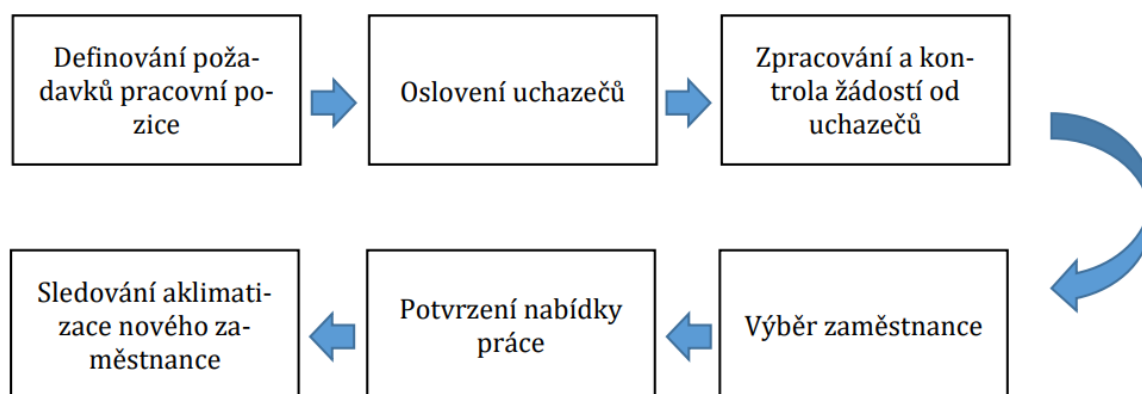 Definování poža-
davků pracovní po-
zice
Oslovení uchazečů
Zpracování a kon-
trola žádostí od
uchazečů
Výběr zaměstnance
Potvrzení nabídky
práce
Sledování aklimati-
zace nového za-
městnance